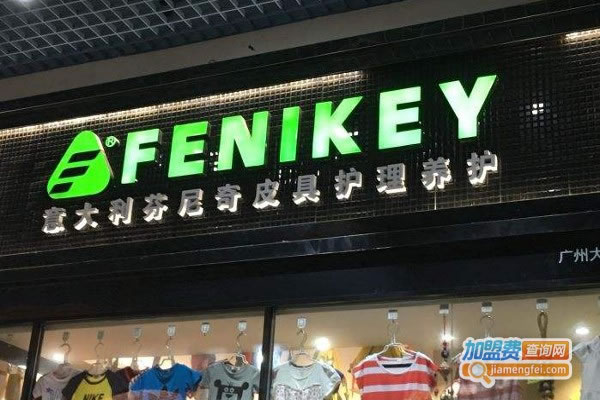 ® FENIKEY
意大利芬尼奇皮具护理养护
广州大
NIKE
加盟费查询网
jiamengfei.com